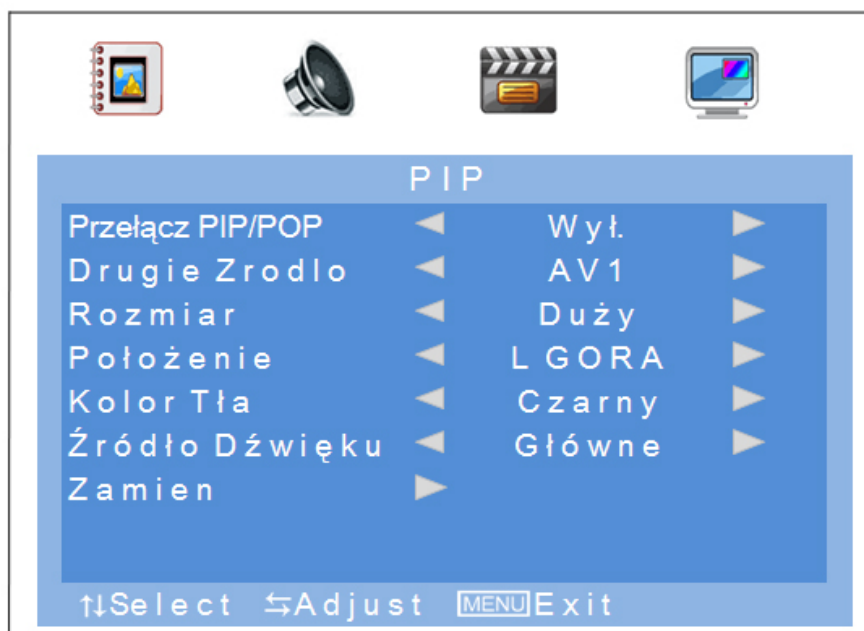 PIP
Przełącz PIP/POP Wył.
Drugie Zrodlo AV1
Rozmiar Duży
Położenie L GORA
Kolor Tła Czarny
Źródło Dźwięku Główne
Zamien
↑↓Select ⇆Adjust MENU Exit